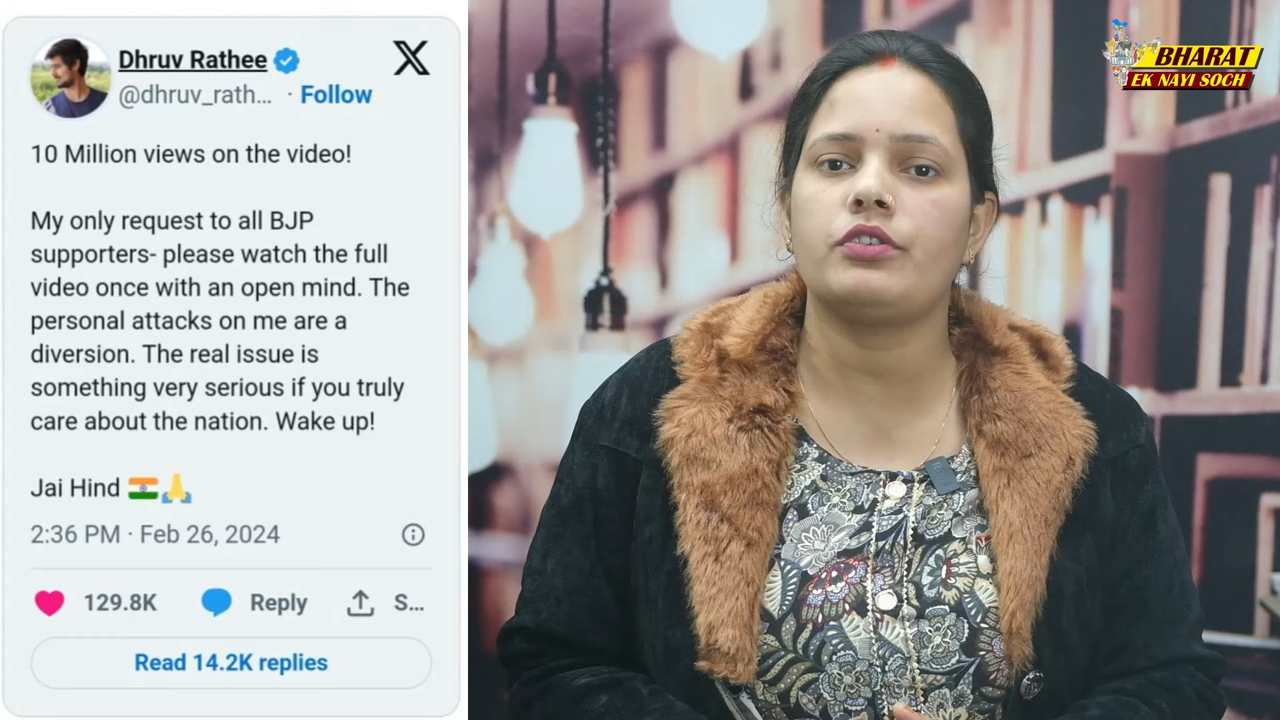 Dhruv Rathee
@dhruv_rath... · Follow
10 Million views on the video!
My only request to all BJP
supporters- please watch the full
video once with an open mind. The
personal attacks on me are a
diversion. The real issue is
something very serious if you truly
care about the nation. Wake up!
Jai Hind 🇮🇳🙏
2:36 PM · Feb 26, 2024
129.8K Reply S...
Read 14.2K replies
BHARAT
EK NAYI SOCH